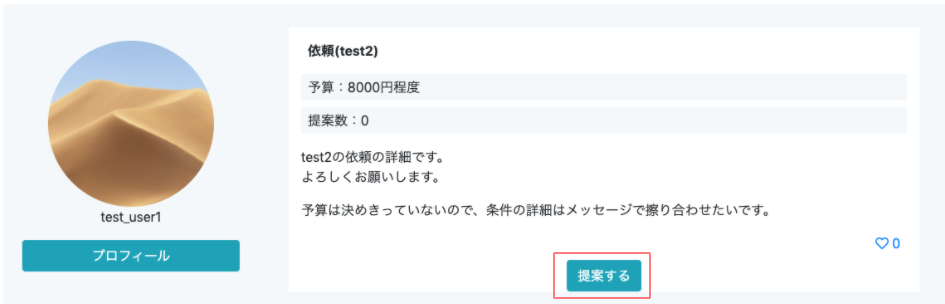 依頼(test2)
予算：8000円程度
提案数：0
test2の依頼の詳細です。
よろしくお願いします。
予算は決めきっていないので、条件の詳細はメッセージで擦り合わせたいです。
test_user1
プロフィール
0
提案する